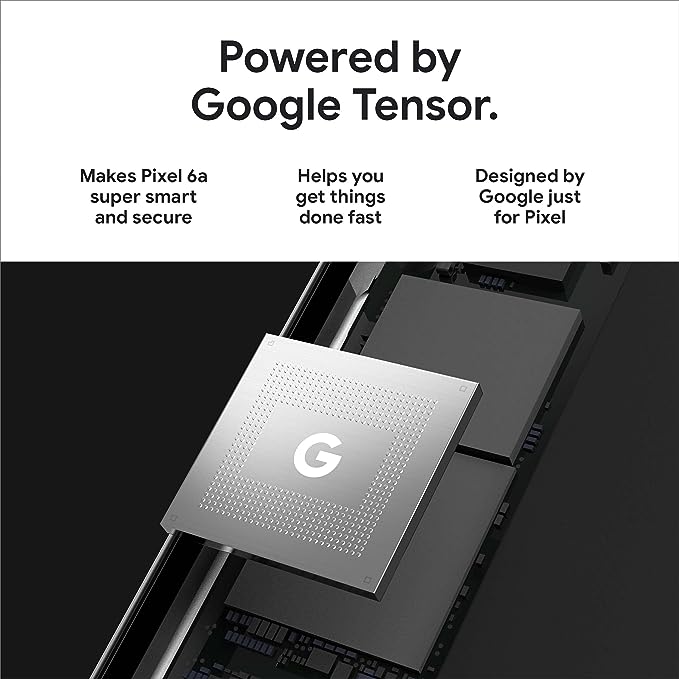 Powered by
Google Tensor.
Makes Pixel 6a
super smart
and secure
Helps you
get things
done fast
Designed by
Google just
for Pixel
G